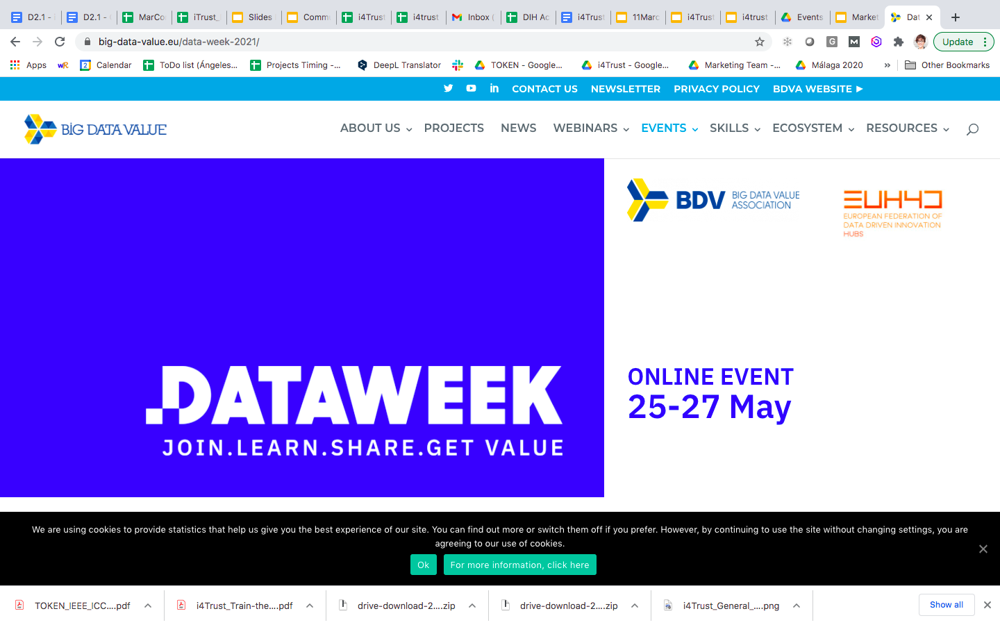 D2.1 -
D2.1 -
MarCo
iTrust_
Slides
Comm
i4Trust
i4trust
Inbox (
DIH Ac
i4Trust
11Marc
i4Trust
i4trust
Events
Market
Dat
big-data-value.eu/data-week-2021/
Update
Apps
wR
2
Calendar
ToDo list (Ángeles...
Projects Timing -...
DeepL Translator
TOKEN - Google...
i4Trust - Google...
Marketing Team -...
Málaga 2020
»
Other Bookmarks
CONTACT US
NEWSLETTER
PRIVACY POLICY
BDVA WEBSITE ►
BIG DATA VALUE
ABOUT US
PROJECTS
NEWS
WEBINARS
EVENTS
SKILLS
ECOSYSTEM
RESOURCES
BDV
BIG DATA VALUE
ASSOCIATION
EUH4D
EUROPEAN FEDERATION OF
DATA DRIVEN INNOVATION
HUBS
.DATAWEEK
JOIN.LEARN.SHARE.GET VALUE
ONLINE EVENT
25-27 May
We are using cookies to provide statistics that help us give you the best experience of our site. You can find out more or switch them off if you prefer. However, by continuing to use the site without changing settings, you are
agreeing to our use of cookies.
Ok
For more information, click here
TOKEN_IEEE_ICC....pdf
i4Trust_Train-the....pdf
drive-download-2....zip
drive-download-2....zip
i4Trust_General_....png
Show all